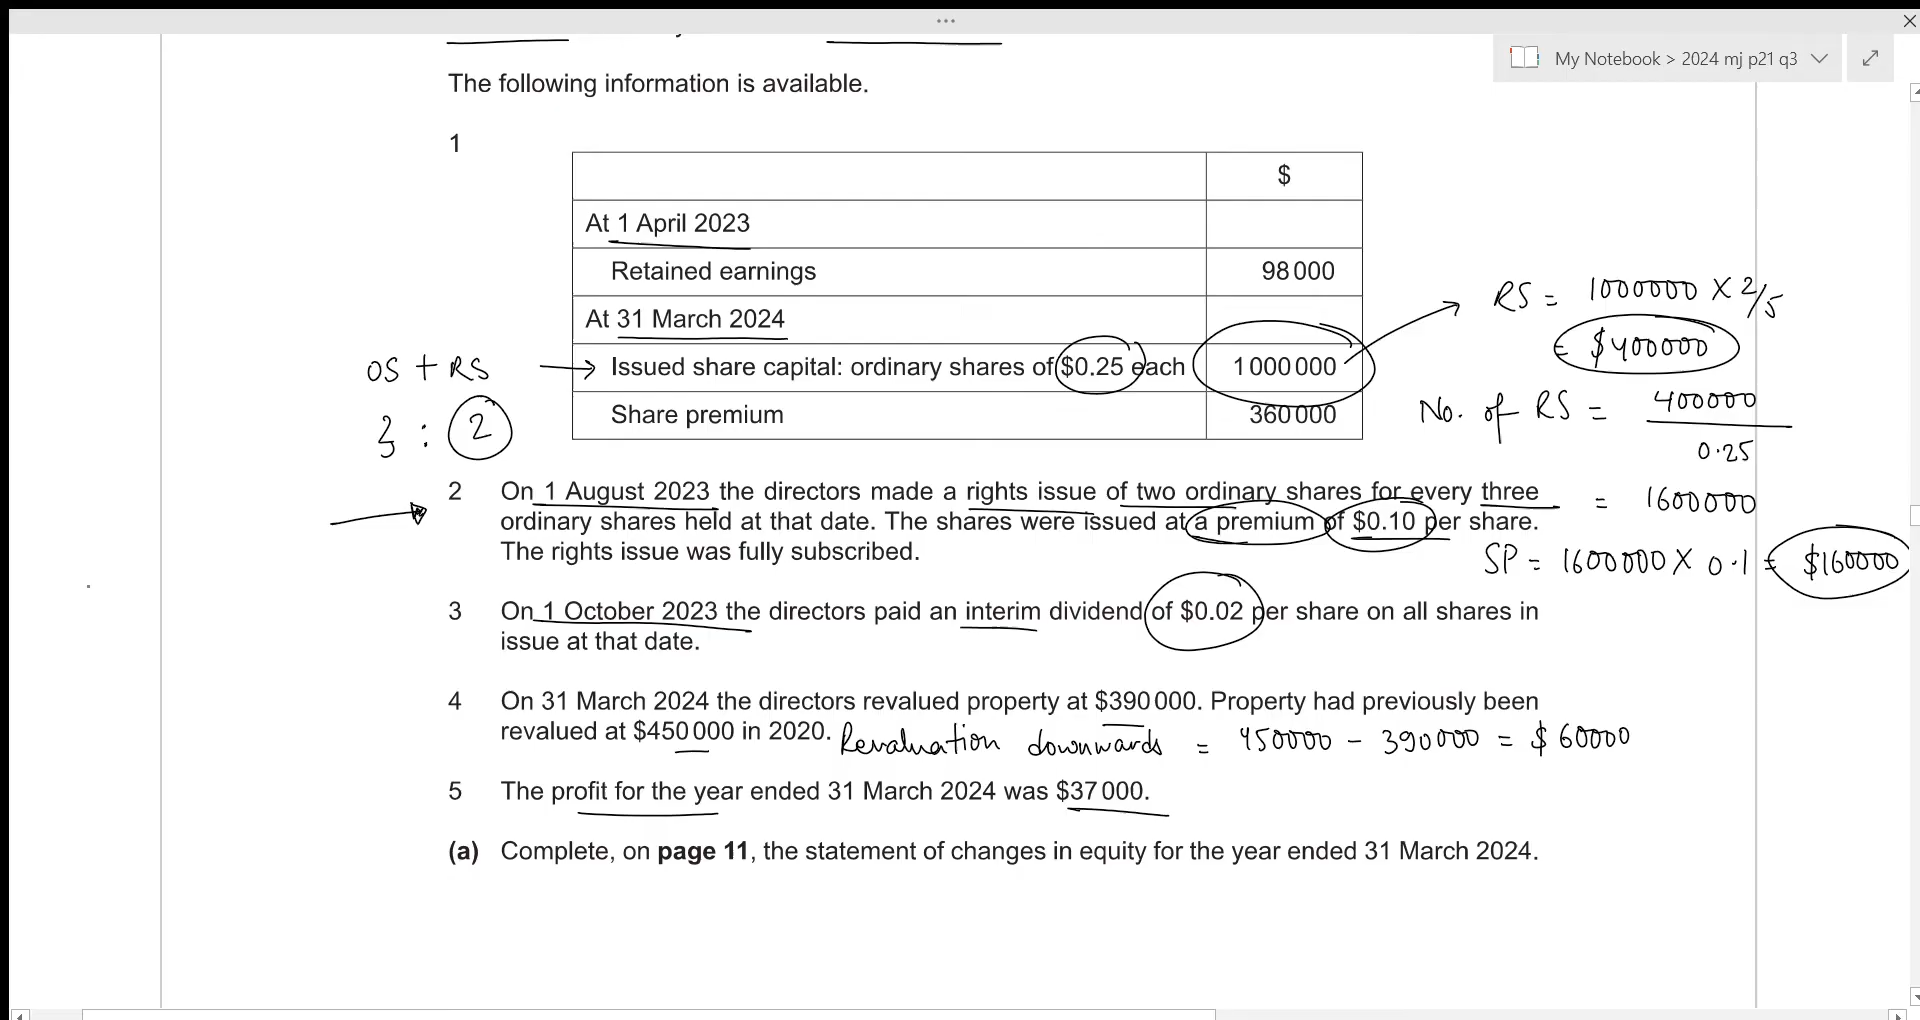 My Notebook > 2024 mj p21 q3
The following information is available.
1
$
At 1 April 2023
Retained earnings 98 000
At 31 March 2024
Issued share capital: ordinary shares of $0.25 each 1 000 000
Share premium 360 000
OS + RS
3 : 2
RS = 1000000 X 2/5
= $400000
No. of RS = 400000
0.25
= 1600000
SP = 1600000 X 0.1 = $160000
2 On 1 August 2023 the directors made a rights issue of two ordinary shares for every three
ordinary shares held at that date. The shares were issued at a premium of $0.10 per share.
The rights issue was fully subscribed.
3 On 1 October 2023 the directors paid an interim dividend of $0.02 per share on all shares in
issue at that date.
4 On 31 March 2024 the directors revalued property at $390 000. Property had previously been
revalued at $450 000 in 2020.
Revaluation downwards = 450000 - 390000 = $60000
5 The profit for the year ended 31 March 2024 was $37 000.
(a) Complete, on page 11, the statement of changes in equity for the year ended 31 March 2024.